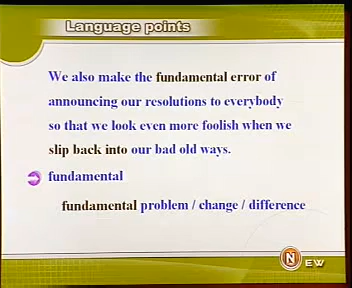 Language points
We also make the fundamental error of
announcing our resolutions to everybody
so that we look even more foolish when we
slip back into our bad old ways.
fundamental
fundamental problem / change / difference
NEW